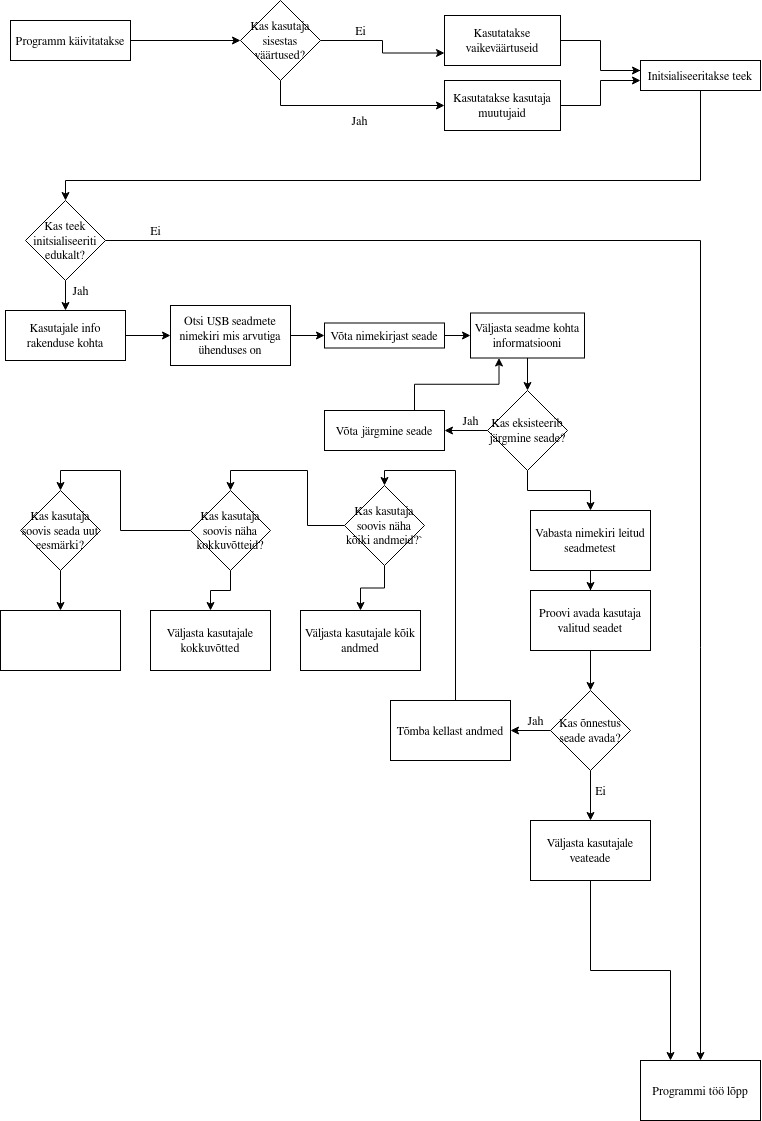 Programm käivitatakse
Kas kasutaja
sisestas
väärtused?
Ei
Kasutatakse
vaikeväärtuseid
Initsialiseeritakse teek
Kasutatakse kasutaja
muutujaid
Jah
Kas teek
initsialiseeriti
edukalt?
Ei
Jah
Kasutajale info
rakenduse kohta
Otsi USB seadmete
nimekiri mis arvutiga
ühenduses on
Võta nimekirjast seade
Väljasta seadme kohta
informatsiooni
Võta järgmine seade
Jah
Kas eksisteerib
järgmine seade?
Kas kasutaja
soovis seada uut
eesmärki?
Kas kasutaja
soovis näha
kokkuvõtteid?
Kas kasutaja
soovis näha
kõiki andmeid?`
Vabasta nimekiri leitud
seadmetest
Proovi avada kasutaja
valitud seadet
Väljasta kasutajale
kokkuvõtted
Väljasta kasutajale kõik
andmed
Tõmba kellast andmed
Jah
Kas õnnestus
seade avada?
Ei
Väljasta kasutajale
veateade
Programmi töö lõpp